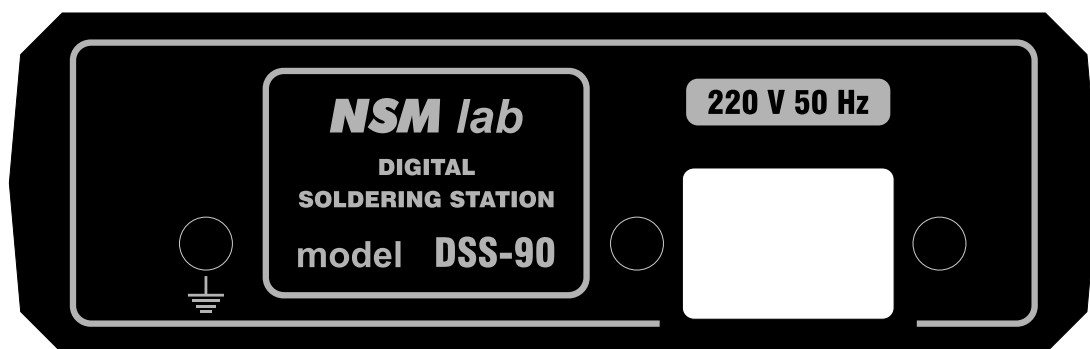 NSM lab
DIGITAL
SOLDERING STATION
model DSS-90
220 V 50 Hz